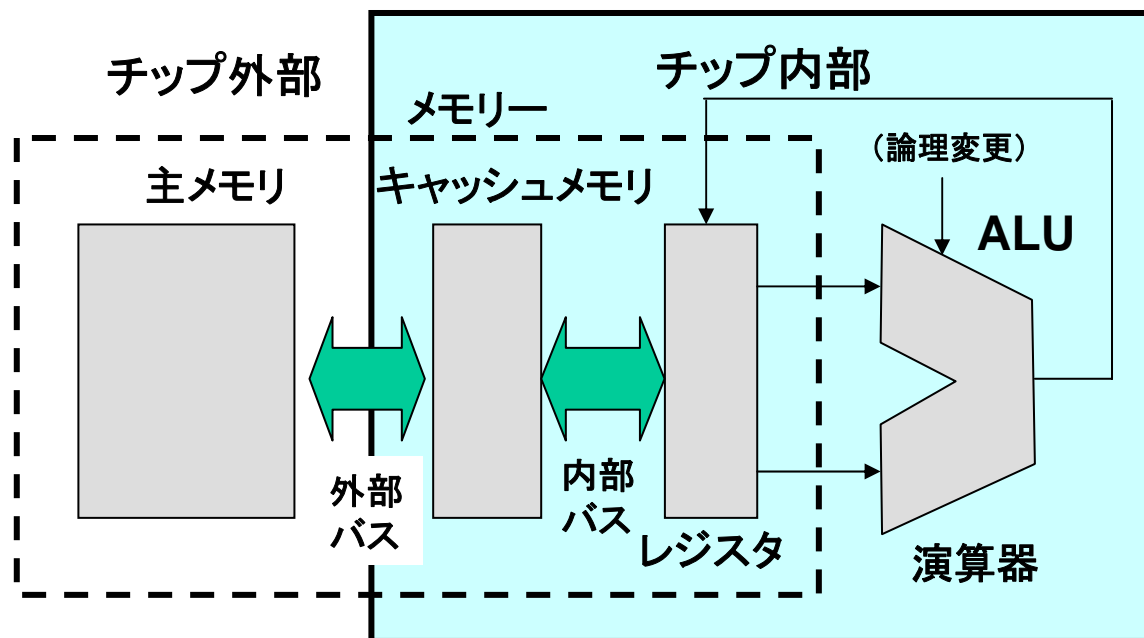 チップ外部
チップ内部
メモリー
（論理変更）
主メモリ
キャッシュメモリ
ALU
外部
バス
内部
バス
レジスタ
演算器